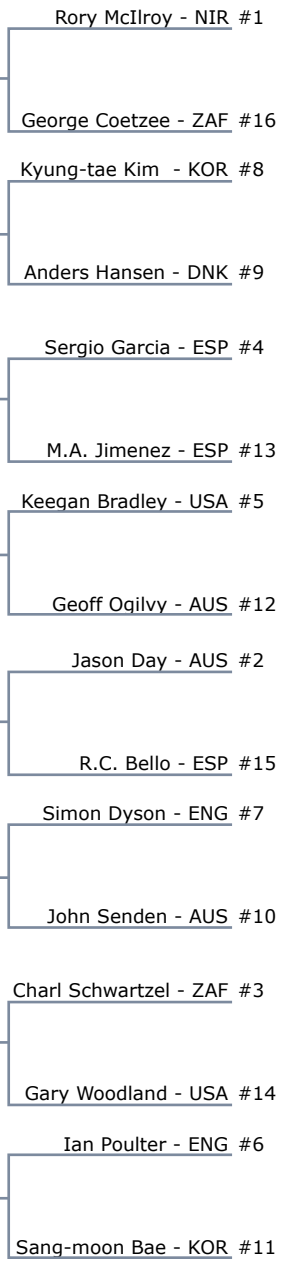 Rory McIlroy - NIR #1
George Coetzee - ZAF #16
Kyung-tae Kim - KOR #8
Anders Hansen - DNK #9
Sergio Garcia - ESP #4
M.A. Jimenez - ESP #13
Keegan Bradley - USA #5
Geoff Ogilvy - AUS #12
Jason Day - AUS #2
R.C. Bello - ESP #15
Simon Dyson - ENG #7
John Senden - AUS #10
Charl Schwartzel - ZAF #3
Gary Woodland - USA #14
Ian Poulter - ENG #6
Sang-moon Bae - KOR #11